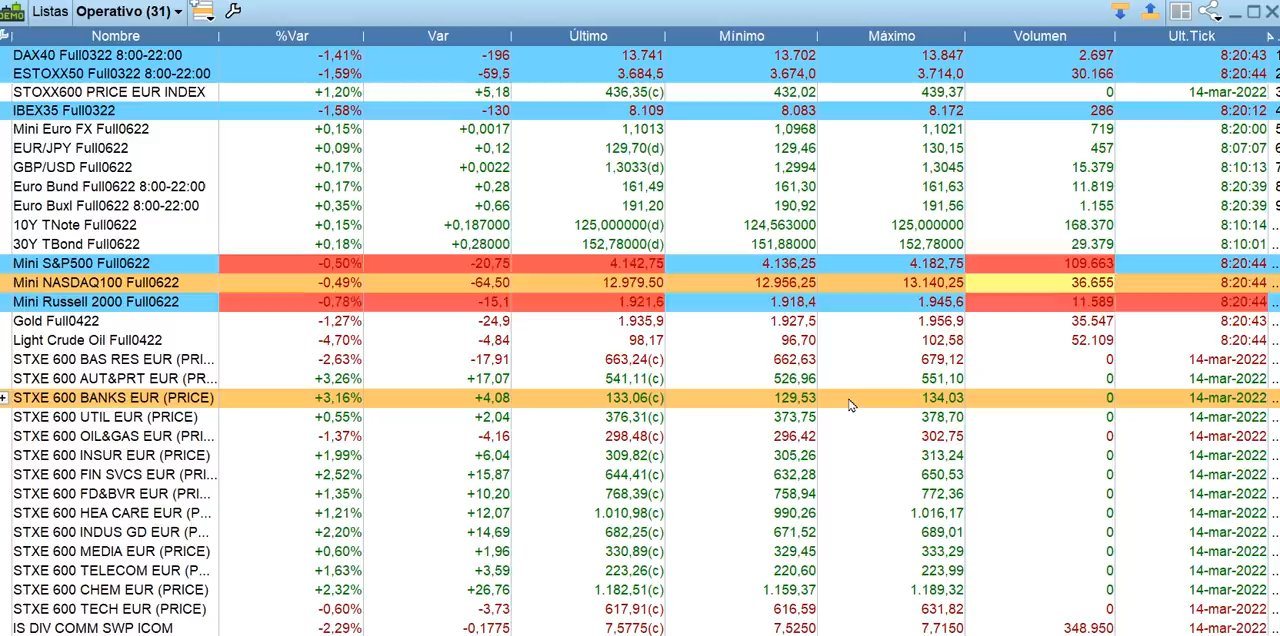 DEMO Listas Operativo (31)
Nombre %Var Var Último Mínimo Máximo Volumen Ult.Tick
DAX40 Full0322 8:00-22:00 -1,41% -196 13.741 13.702 13.847 2.697 8:20:43
ESTOXX50 Full0322 8:00-22:00 -1,59% -59,5 3.684,5 3.674,0 3.714,0 30.166 8:20:44
STOXX600 PRICE EUR INDEX +1,20% +5,18 436,35(c) 432,02 439,37 0 14-mar-2022
IBEX35 Full0322 -1,58% -130 8.109 8.083 8.172 286 8:20:12
Mini Euro FX Full0622 +0,15% +0,0017 1,1013 1,0968 1,1021 719 8:20:00
EUR/JPY Full0622 +0,09% +0,12 129,70(d) 129,46 130,15 457 8:07:07
GBP/USD Full0622 +0,17% +0,0022 1,3033(d) 1,2994 1,3045 15.379 8:10:13
Euro Bund Full0622 8:00-22:00 +0,17% +0,28 161,49 161,30 161,63 11.819 8:20:39
Euro Buxl Full0622 8:00-22:00 +0,35% +0,66 191,20 190,92 191,56 1.155 8:20:39
10Y TNote Full0622 +0,15% +0,187000 125,000000(d) 124,563000 125,000000 168.370 8:10:14
30Y TBond Full0622 +0,18% +0,28000 152,78000(d) 151,88000 152,78000 29.379 8:10:01
Mini S&P500 Full0622 -0,50% -20,75 4.142,75 4.136,25 4.182,75 109.663 8:20:44
Mini NASDAQ100 Full0622 -0,49% -64,50 12.979,50 12.956,25 13.140,25 36.655 8:20:44
Mini Russell 2000 Full0622 -0,78% -15,1 1.921,6 1.918,4 1.945,6 11.589 8:20:44
Gold Full0422 -1,27% -24,9 1.935,9 1.927,5 1.956,9 35.547 8:20:43
Light Crude Oil Full0422 -4,70% -4,84 98,17 96,70 102,58 52.109 8:20:44
STXE 600 BAS RES EUR (PRI... -2,63% -17,91 663,24(c) 662,63 679,12 0 14-mar-2022
STXE 600 AUT&PRT EUR (PR... +3,26% +17,07 541,11(c) 526,96 551,10 0 14-mar-2022
STXE 600 BANKS EUR (PRICE) +3,16% +4,08 133,06(c) 129,53 134,03 0 14-mar-2022
STXE 600 UTIL EUR (PRICE) +0,55% +2,04 376,31(c) 373,75 378,70 0 14-mar-2022
STXE 600 OIL&GAS EUR (PRI... -1,37% -4,16 298,48(c) 296,42 302,75 0 14-mar-2022
STXE 600 INSUR EUR (PRICE) +1,99% +6,04 309,82(c) 305,26 313,24 0 14-mar-2022
STXE 600 FIN SVCS EUR (PRI... +2,52% +15,87 644,41(c) 632,28 650,53 0 14-mar-2022
STXE 600 FD&BVR EUR (PRI... +1,35% +10,20 768,39(c) 758,94 772,36 0 14-mar-2022
STXE 600 HEA CARE EUR (P... +1,21% +12,07 1.010,98(c) 990,26 1.016,17 0 14-mar-2022
STXE 600 INDUS GD EUR (P... +2,20% +14,69 682,25(c) 671,52 689,01 0 14-mar-2022
STXE 600 MEDIA EUR (PRICE) +0,60% +1,96 330,89(c) 329,45 333,29 0 14-mar-2022
STXE 600 TELECOM EUR (P... +1,63% +3,59 223,26(c) 220,60 223,99 0 14-mar-2022
STXE 600 CHEM EUR (PRICE) +2,32% +26,76 1.182,51(c) 1.159,37 1.189,32 0 14-mar-2022
STXE 600 TECH EUR (PRICE) -0,60% -3,73 617,91(c) 616,59 631,82 0 14-mar-2022
IS DIV COMM SWP ICOM -2,29% -0,1775 7,5775(c) 7,5250 7,7150 348.950 14-mar-2022